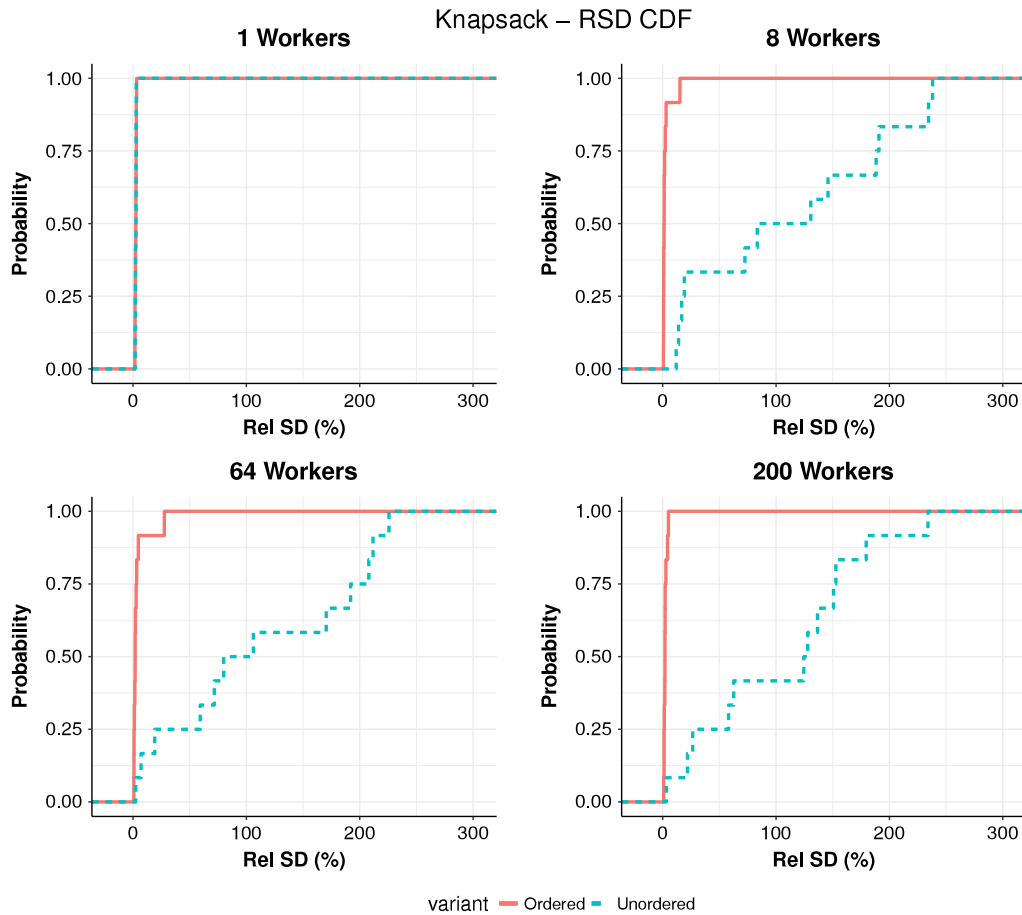 Knapsack – RSD CDF
1 Workers
Probability
1.00
0.75
0.50
0.25
0.00
0 100 200 300
Rel SD (%)
8 Workers
Probability
1.00
0.75
0.50
0.25
0.00
0 100 200 300
Rel SD (%)
64 Workers
Probability
1.00
0.75
0.50
0.25
0.00
0 100 200 300
Rel SD (%)
200 Workers
Probability
1.00
0.75
0.50
0.25
0.00
0 100 200 300
Rel SD (%)
variant Ordered Unordered